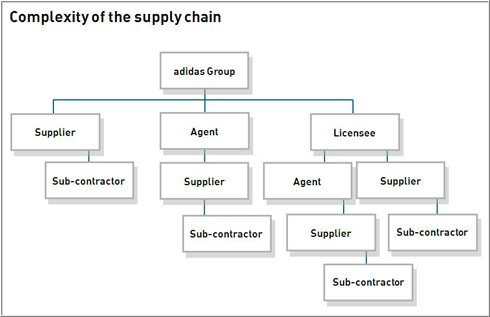 Complexity of the supply chain
adidas Group
Supplier
Agent
Licensee
Sub-contractor
Supplier
Agent
Supplier
Sub-contractor
Supplier
Sub-contractor
Sub-contractor